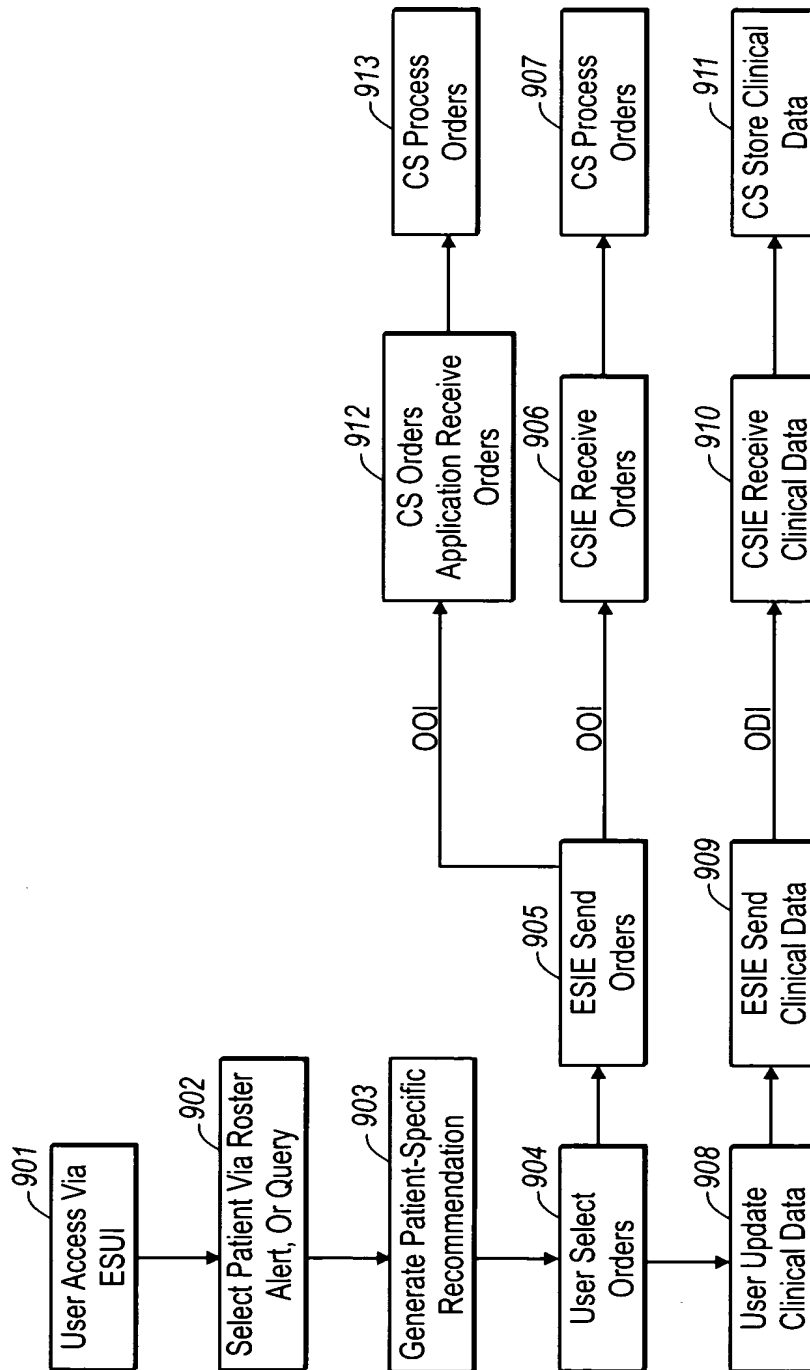 901
User Access Via
ESUI
902
Select Patient Via Roster
Alert, Or Query
903
Generate Patient-Specific
Recommendation
904
User Select
Orders
905
ESIE Send
Orders
OOI
912
CS Orders
Application Receive
Orders
913
CS Process
Orders
OOI
906
CSIE Receive
Orders
907
CS Process
Orders
908
User Update
Clinical Data
909
ESIE Send
Clinical Data
ODI
910
CSIE Receive
Clinical Data
911
CS Store Clinical
Data